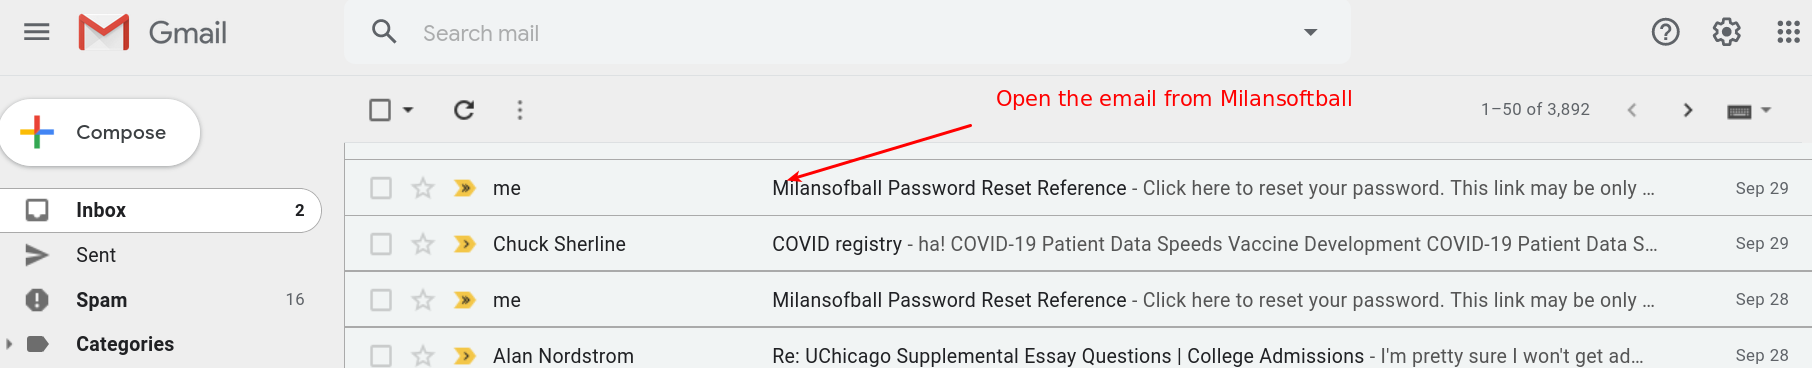 Gmail
Search mail
Open the email from Milansoftball
1–50 of 3,892
Compose
me Milansofball Password Reset Reference - Click here to reset your password. This link may be only ... Sep 29
Inbox 2
Chuck Sherline COVID registry - ha! COVID-19 Patient Data Speeds Vaccine Development COVID-19 Patient Data S... Sep 29
Sent
Spam 16
me Milansofball Password Reset Reference - Click here to reset your password. This link may be only ... Sep 28
Categories
Alan Nordstrom Re: UChicago Supplemental Essay Questions | College Admissions - I'm pretty sure I won't get ad... Sep 28